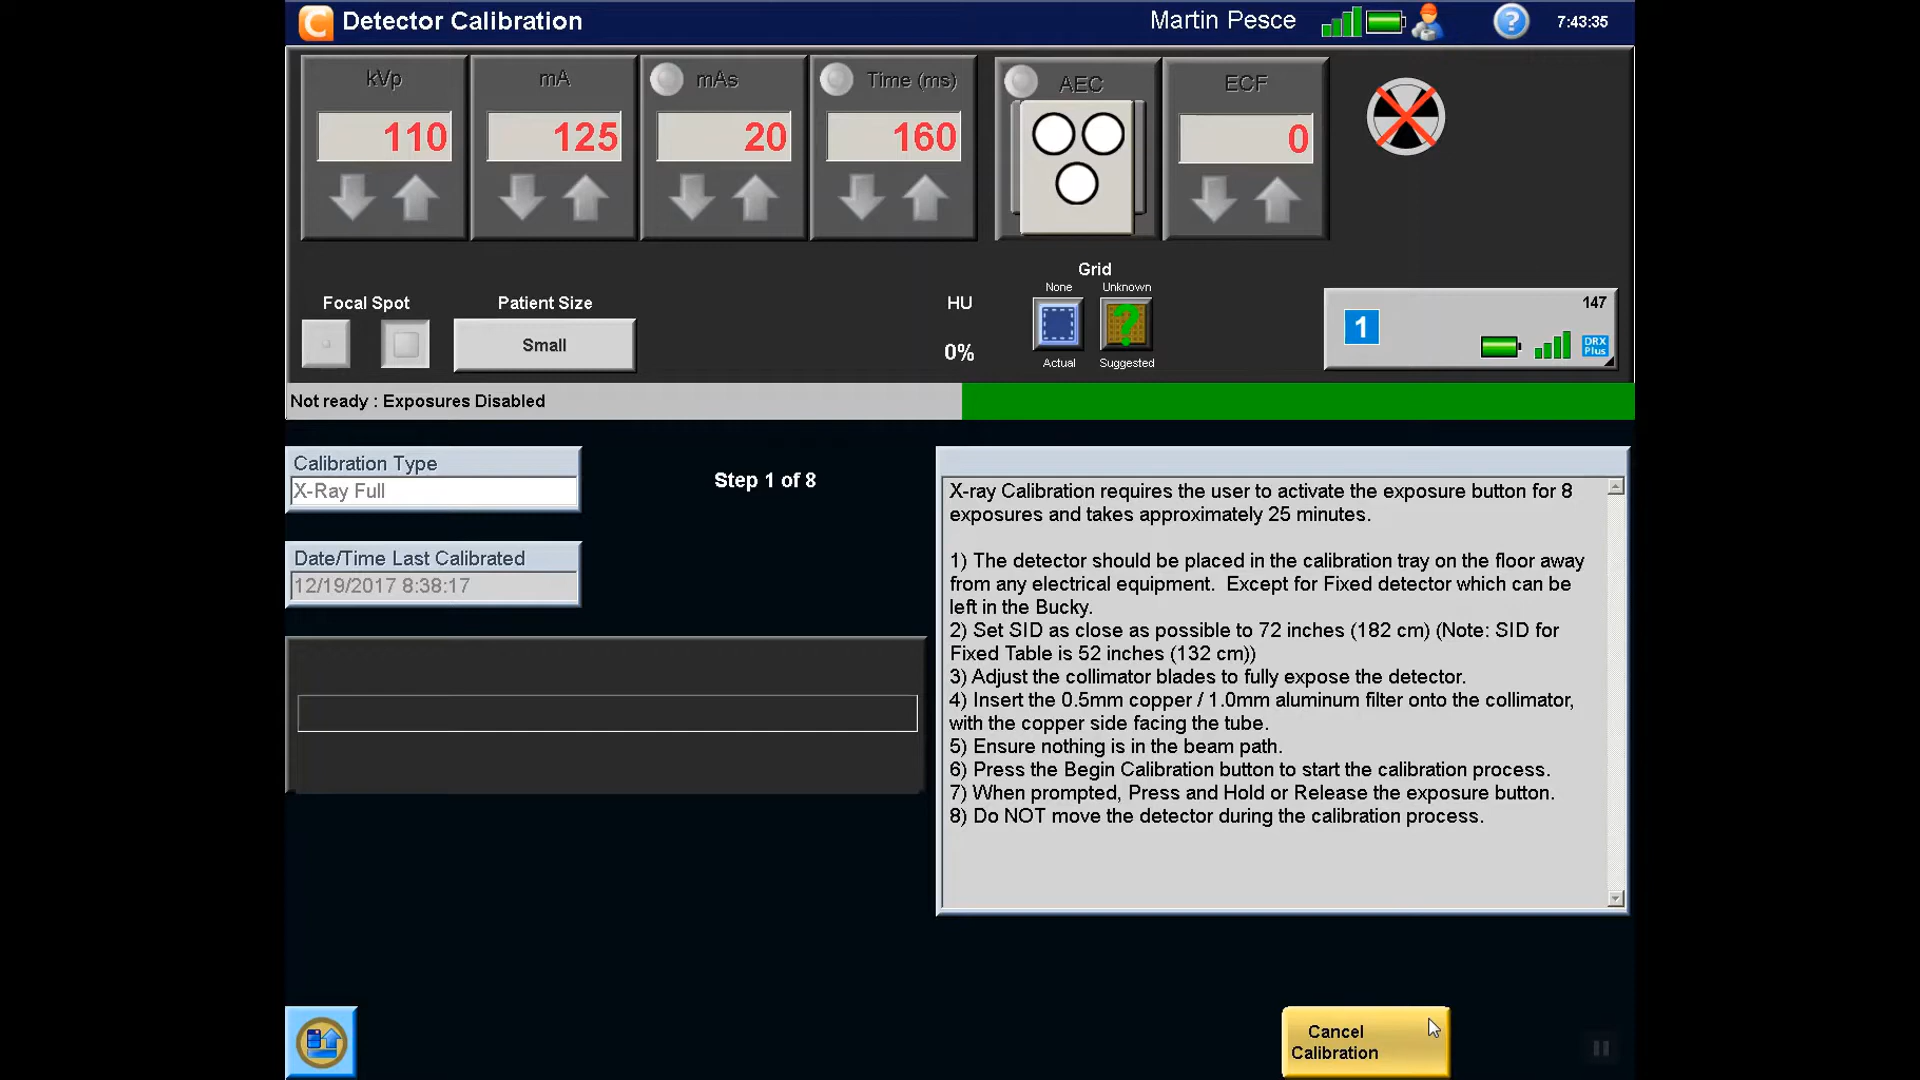 Detector Calibration
Martin Pesce
7:43:35
kVp
mA
mAs
Time (ms)
AEC
ECF
110
125
20
160
0
Grid
None
Unknown
Actual
Suggested
Focal Spot
Patient Size
Small
HU
0%
147
1
DRX
Plus
Not ready : Exposures Disabled
Calibration Type
X-Ray Full
Date/Time Last Calibrated
12/19/2017 8:38:17
Step 1 of 8
X-ray Calibration requires the user to activate the exposure button for 8
exposures and takes approximately 25 minutes.
1) The detector should be placed in the calibration tray on the floor away
from any electrical equipment.  Except for Fixed detector which can be
left in the Bucky.
2) Set SID as close as possible to 72 inches (182 cm) (Note: SID for
Fixed Table is 52 inches (132 cm))
3) Adjust the collimator blades to fully expose the detector.
4) Insert the 0.5mm copper / 1.0mm aluminum filter onto the collimator,
with the copper side facing the tube.
5) Ensure nothing is in the beam path.
6) Press the Begin Calibration button to start the calibration process.
7) When prompted, Press and Hold or Release the exposure button.
8) Do NOT move the detector during the calibration process.
Cancel
Calibration